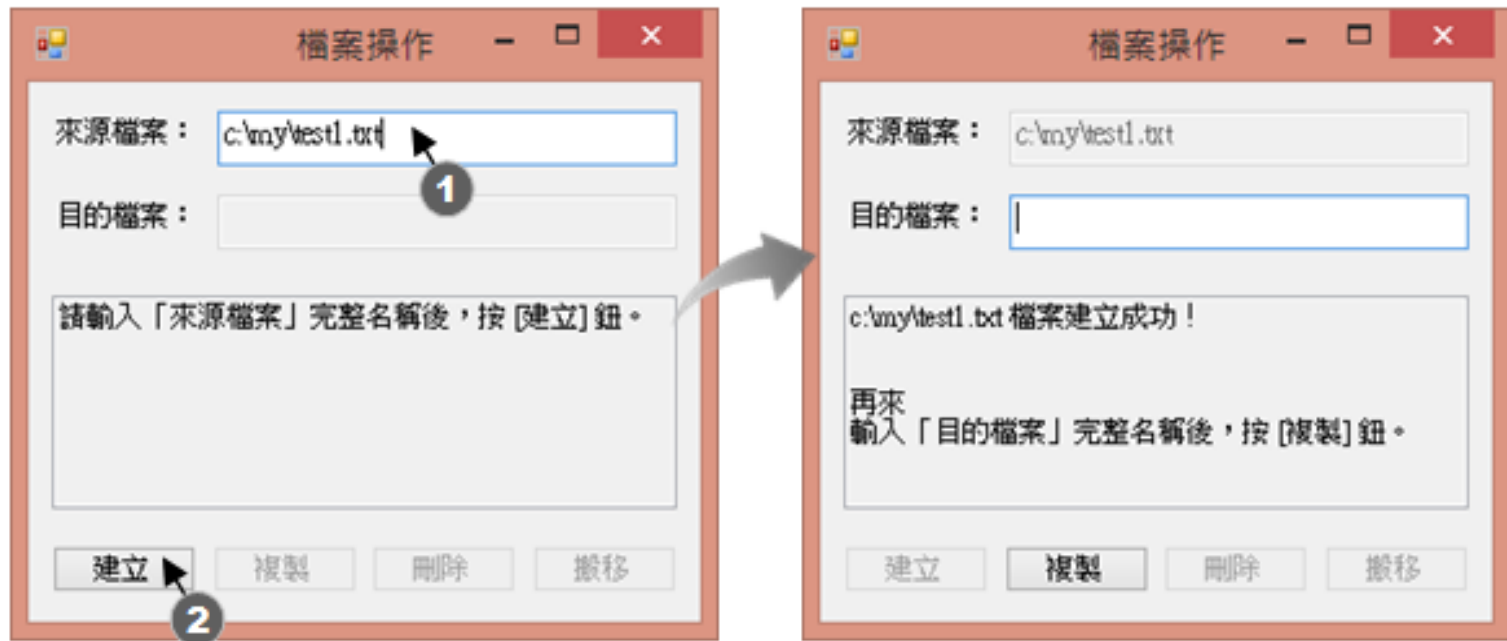 檔案操作
來源檔案：
c:\my\test1.txt
1
目的檔案：
請輸入「來源檔案」完整名稱後，按 [建立] 鈕。
建立
複製
刪除
搬移
2
檔案操作
來源檔案：
c:\my\test1.txt
目的檔案：
c:\my\test1.txt 檔案建立成功！
再來
輸入「目的檔案」完整名稱後，按 [複製] 鈕。
建立
複製
刪除
搬移